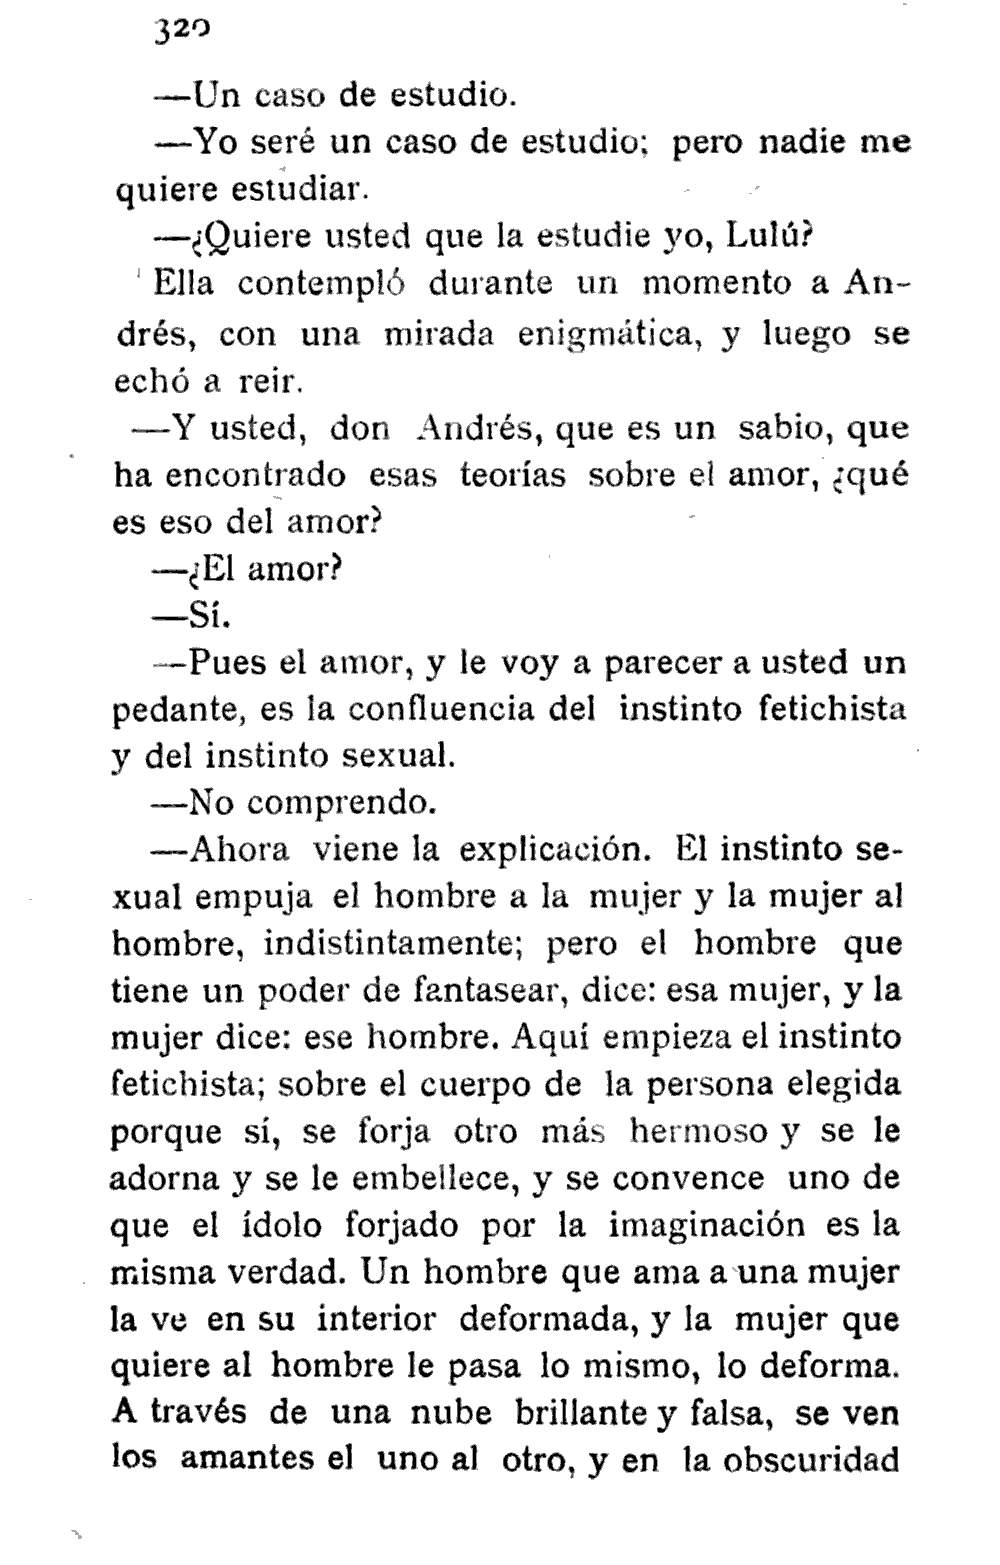 320
—Un caso de estudio.
—Yo seré un caso de estudio; pero nadie me
quiere estudiar.
—¿Quiere usted que la estudie yo, Lulú?
Ella contempló durante un momento a An-
drés, con una mirada enigmática, y luego se
echó a reir.
—Y usted, don Andrés, que es un sabio, que
ha encontrado esas teorías sobre el amor, ¿qué
es eso del amor?
—¿El amor?
—Sí.
—Pues el amor, y le voy a parecer a usted un
pedante, es la confluencia del instinto fetichista
y del instinto sexual.
—No comprendo.
—Ahora viene la explicación. El instinto se-
xual empuja el hombre a la mujer y la mujer al
hombre, indistintamente; pero el hombre que
tiene un poder de fantasear, dice: esa mujer, y la
mujer dice: ese hombre. Aquí empieza el instinto
fetichista; sobre el cuerpo de la persona elegida
porque sí, se forja otro más hermoso y se le
adorna y se le embellece, y se convence uno de
que el ídolo forjado por la imaginación es la
misma verdad. Un hombre que ama a una mujer
la ve en su interior deformada, y la mujer que
quiere al hombre le pasa lo mismo, lo deforma.
A través de una nube brillante y falsa, se ven
los amantes el uno al otro, y en la obscuridad